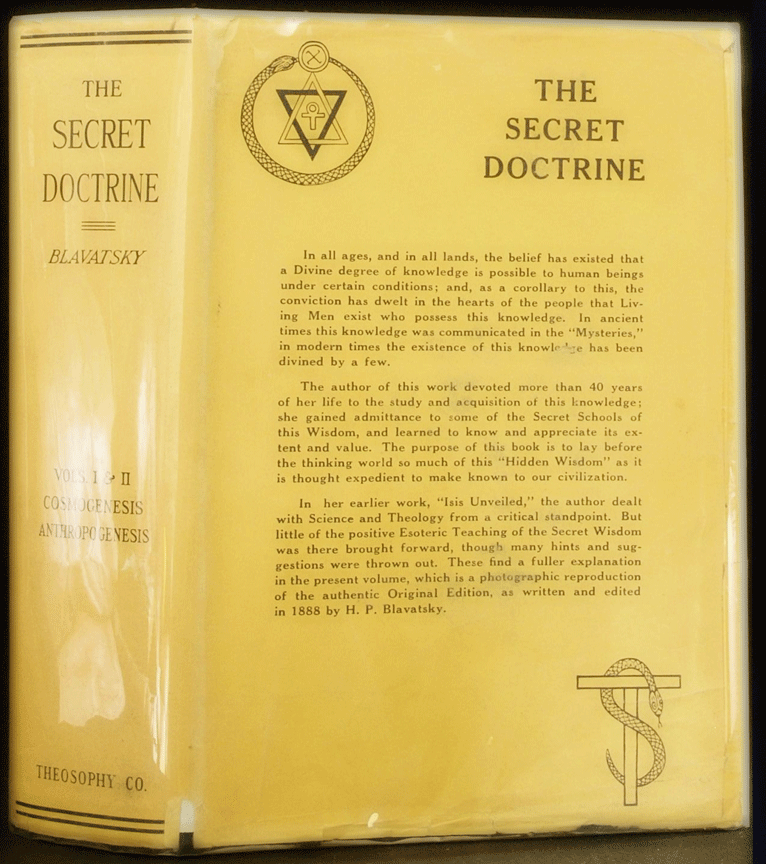 THE
SECRET
DOCTRINE
BLAVATSKY
VOLS. I & II
COSMOGENESIS
ANTHROPOGENESIS
THEOSOPHY CO.
THE
SECRET
DOCTRINE
In all ages, and in all lands, the belief has existed that
a Divine degree of knowledge is possible to human beings
under certain conditions; and, as a corollary to this, the
conviction has dwelt in the hearts of the people that Liv-
ing Men exist who possess this knowledge. In ancient
times this knowledge was communicated in the "Mysteries,"
in modern times the existence of this knowledge has been
divined by a few.
The author of this work devoted more than 40 years
of her life to the study and acquisition of this knowledge;
she gained admittance to some of the Secret Schools of
this Wisdom, and learned to know and appreciate its ex-
tent and value. The purpose of this book is to lay before
the thinking world so much of this "Hidden Wisdom" as it
is thought expedient to make known to our civilization.
In her earlier work, "Isis Unveiled," the author dealt
with Science and Theology from a critical standpoint. But
little of the positive Esoteric Teaching of the Secret Wisdom
was there brought forward, though many hints and sug-
gestions were thrown out. These find a fuller explanation
in the present volume, which is a photographic reproduction
of the authentic Original Edition, as written and edited
in 1888 by H. P. Blavatsky.